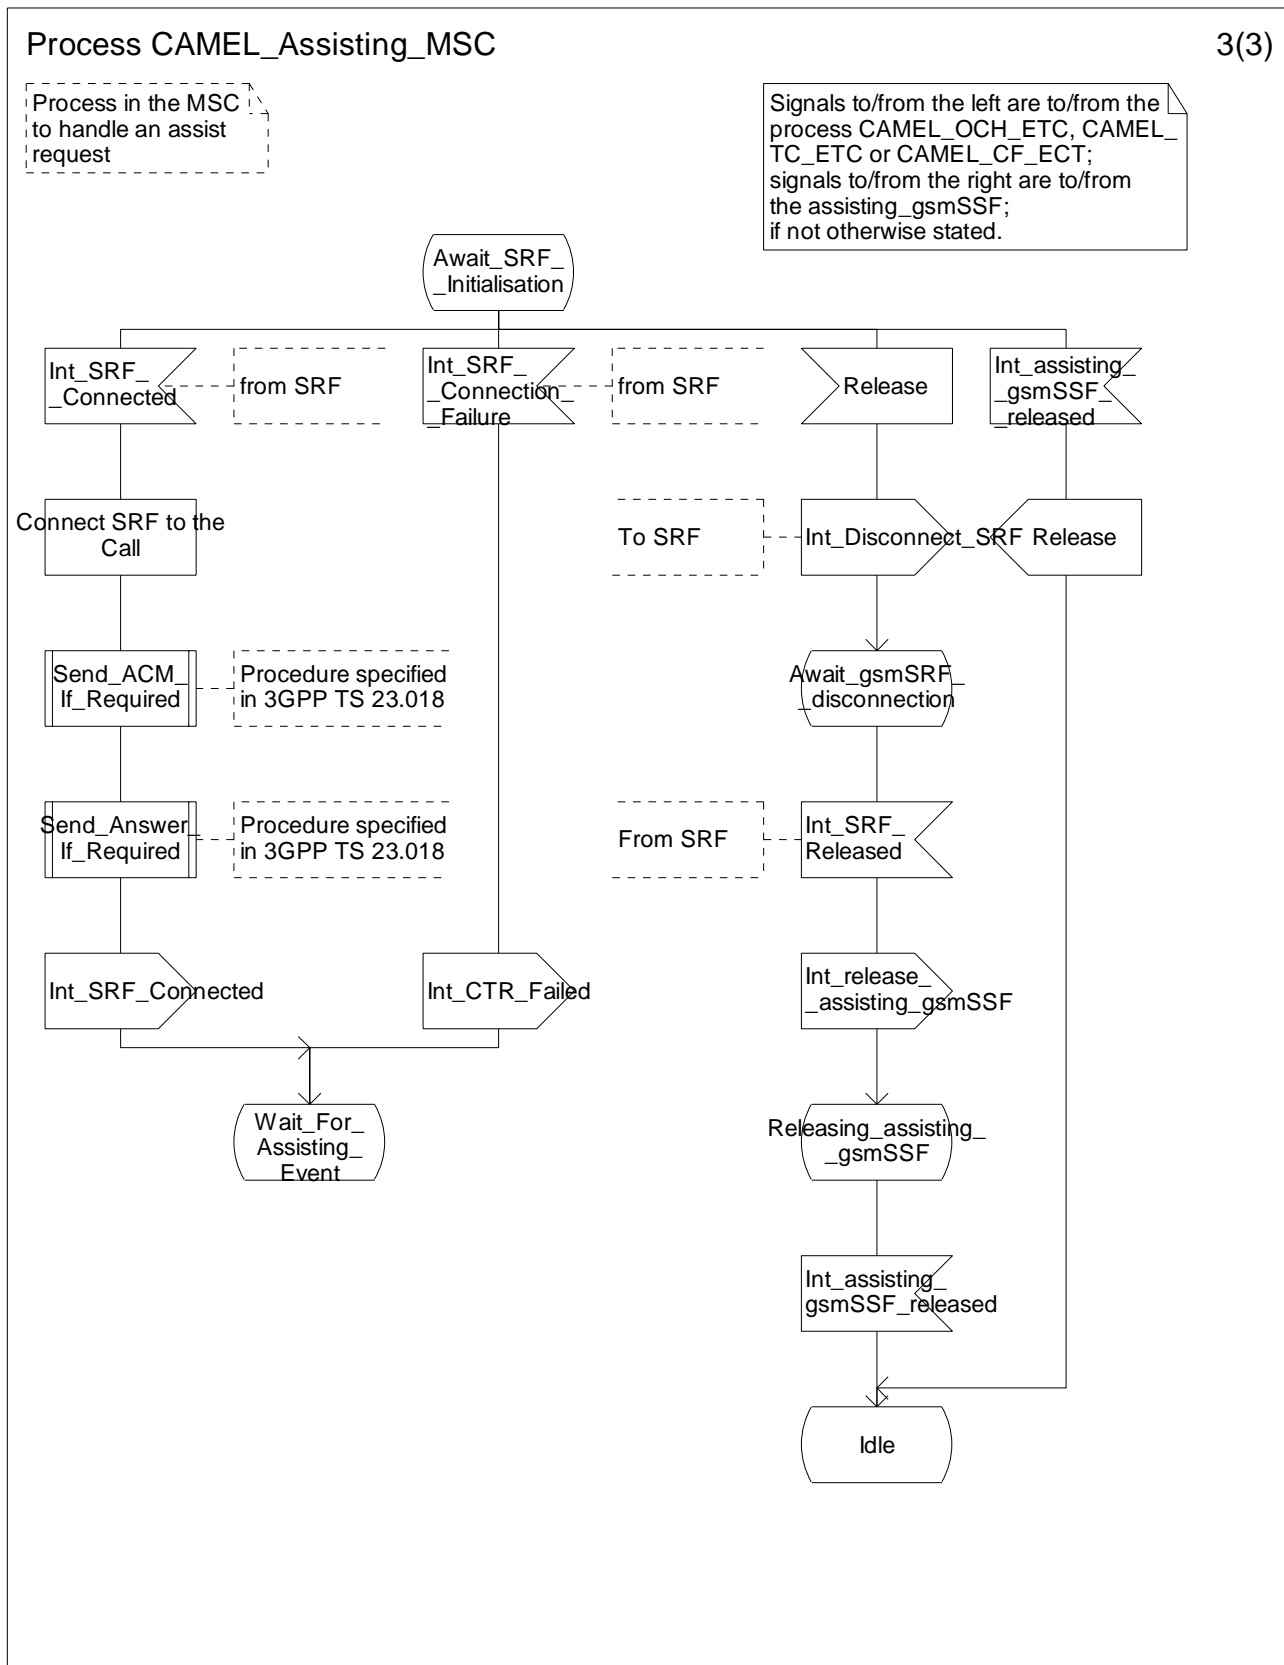 Process CAMEL_Assisting_MSC
3(3)
Process in the MSC
to handle an assist
request
Signals to/from the left are to/from the
process CAMEL_OCH_ETC, CAMEL_
TC_ETC or CAMEL_CF_ECT;
signals to/from the right are to/from
the assisting_gsmSSF;
if not otherwise stated.
Await_SRF_
_Initialisation
Int_SRF_
_Connected
from SRF
Int_SRF_
_Connection_
_Failure
from SRF
Release
Int_assisting_
_gsmSSF_
_released
Connect SRF to the
Call
To SRF
Int_Disconnect_SRF
Release
Send_ACM_
If_Required
Procedure specified
in 3GPP TS 23.018
Await_gsmSRF_
_disconnection
Send_Answer_
If_Required
Procedure specified
in 3GPP TS 23.018
From SRF
Int_SRF_
Released
Int_SRF_Connected
Int_CTR_Failed
Int_release_
_assisting_gsmSSF
Wait_For_
Assisting_
Event
Releasing_assisting_
_gsmSSF
Int_assisting_
gsmSSF_released
Idle